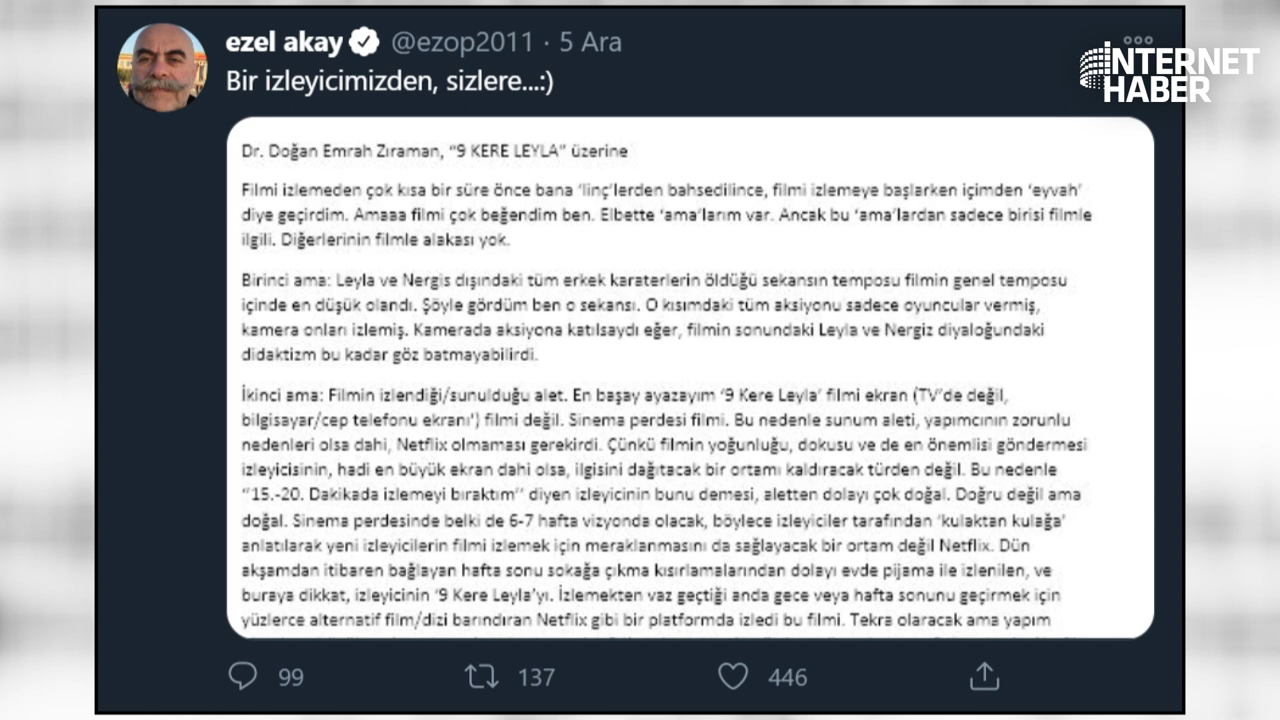 ezel akay @ezop2011 · 5 Ara
Bir izleyicimizden, sizlere...:)
İNTERNET
HABER
Dr. Doğan Emrah Zıraman, “9 KERE LEYLA” üzerine
Filmi izlemeden çok kısa bir süre önce bana ‘linç’lerden bahsedilince, filmi izlemeye başlarken içimden ‘eyvah’
diye geçirdim. Amaaa filmi çok beğendim ben. Elbette ‘ama’larım var. Ancak bu ‘ama’lardan sadece birisi filmle
ilgili. Diğerlerinin filmle alakası yok.
Birinci ama: Leyla ve Nergis dışındaki tüm erkek karaterlerin öldüğü sekansın temposu filmin genel temposu
içinde en düşük olandı. Şöyle gördüm ben o sekansı. O kısımdaki tüm aksiyonu sadece oyuncular vermiş,
kamera onları izlemiş. Kamerada aksiyona katılsaydı eğer, filmin sonundaki Leyla ve Nergiz diyaloğundaki
didaktizm bu kadar göz batmayabilirdi.
İkinci ama: Filmin izlendiği/sunulduğu alet. En başay ayazayım ‘9 Kere Leyla’ filmi ekran (TV’de değil,
bilgisayar/cep telefonu ekranı’) filmi değil. Sinema perdesi filmi. Bu nedenle sunum aleti, yapımcının zorunlu
nedenleri olsa dahi, Netflix olmaması gerekirdi. Çünkü filmin yoğunluğu, dokusu ve de en önemlisi göndermesi
izleyicisinin, hadi en büyük ekran dahi olsa, ilgisini dağıtacak bir ortamı kaldıracak türden değil. Bu nedenle
‘’15.-20. Dakikada izlemeyi bıraktım’’ diyen izleyicinin bunu demesi, aletten dolayı çok doğal. Doğru değil ama
doğal. Sinema perdesinde belki de 6-7 hafta vizyonda olacak, böylece izleyiciler tarafından ‘kulaktan kulağa’
anlatılarak yeni izleyicilerin filmi izlemek için meraklanmasını da sağlayacak bir ortam değil Netflix. Dün
akşamdan itibaren bağlayan hafta sonu sokağa çıkma kısırlamalarından dolayı evde pijama ile izlenilen, ve
buraya dikkat, izleyicinin ‘9 Kere Leyla’yı. İzlemekten vaz geçtiği anda gece veya hafta sonunu geçirmek için
yüzlerce alternatif film/dizi barındıran Netflix gibi bir platformda izledi bu filmi. Tekra olaracak ama yapım
99 137 446